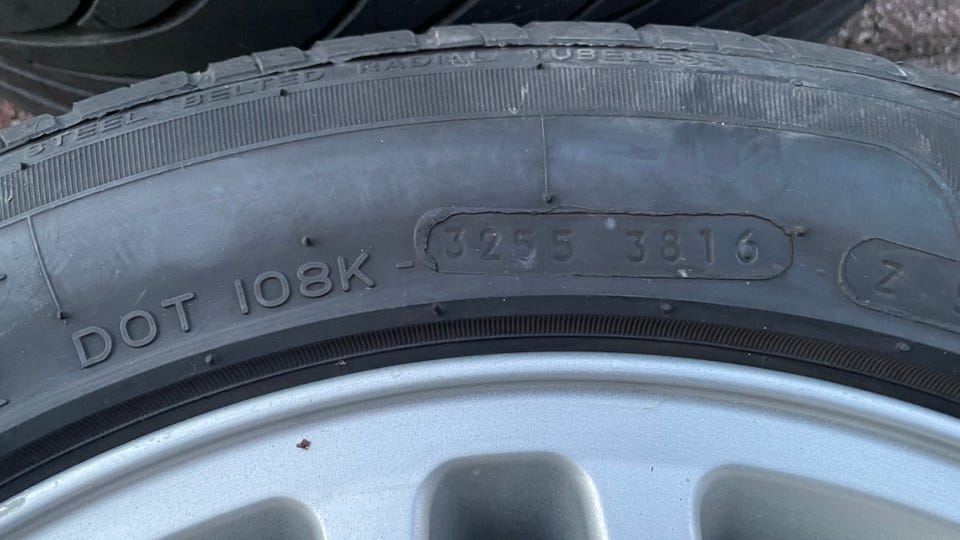 STEEL BELTED RADIAL TUBELESS
DOT 108K - 3255 3816
Z